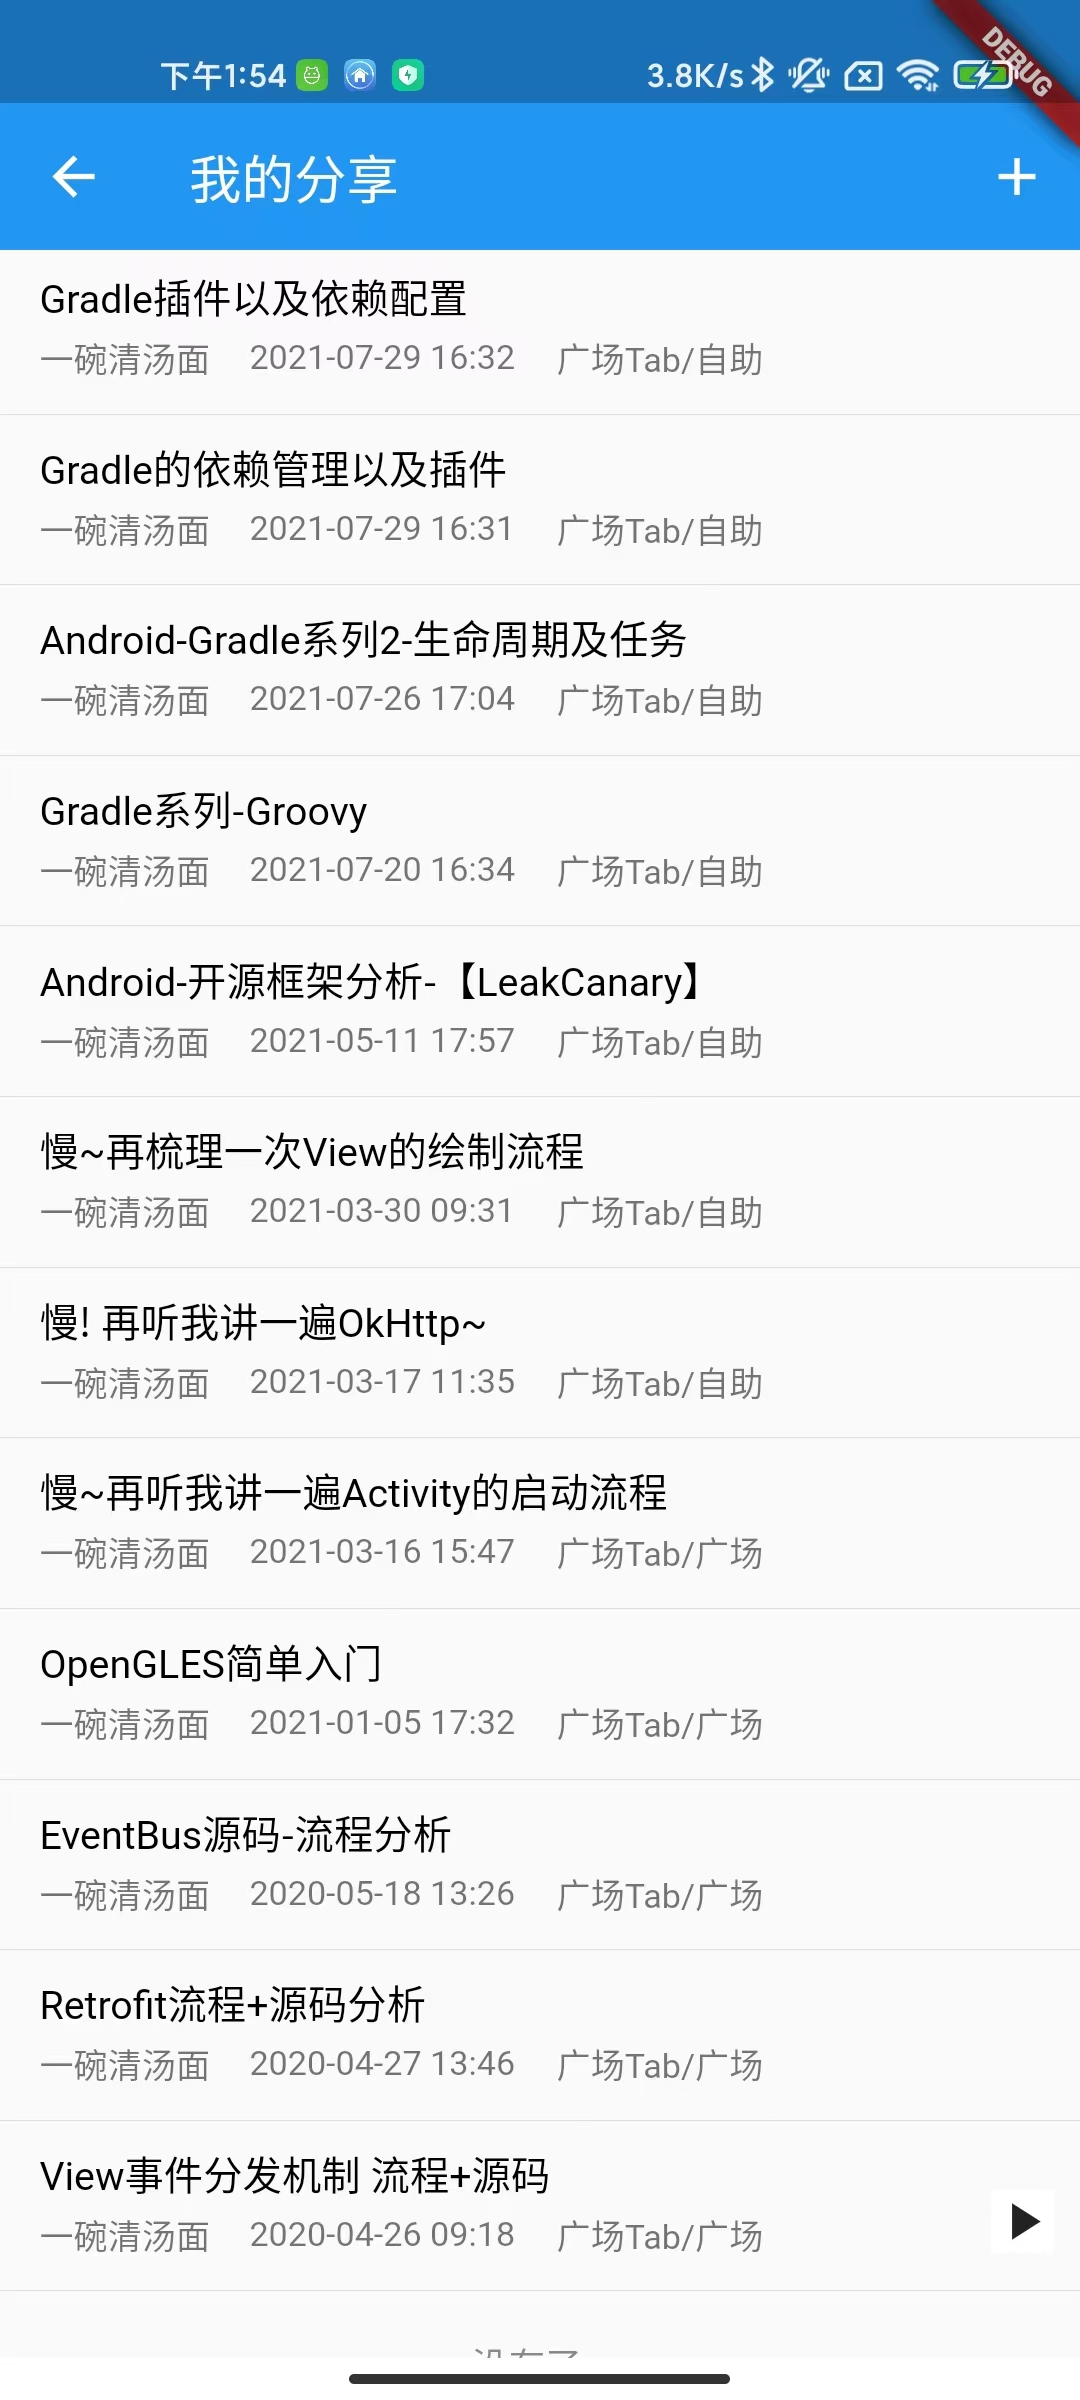 下午1:54
3.8K/s
DEBUG
我的分享
Gradle插件以及依赖配置
一碗清汤面 2021-07-29 16:32 广场Tab/自助
Gradle的依赖管理以及插件
一碗清汤面 2021-07-29 16:31 广场Tab/自助
Android-Gradle系列2-生命周期及任务
一碗清汤面 2021-07-26 17:04 广场Tab/自助
Gradle系列-Groovy
一碗清汤面 2021-07-20 16:34 广场Tab/自助
Android-开源框架分析-【LeakCanary】
一碗清汤面 2021-05-11 17:57 广场Tab/自助
慢~再梳理一次View的绘制流程
一碗清汤面 2021-03-30 09:31 广场Tab/自助
慢! 再听我讲一遍OkHttp~
一碗清汤面 2021-03-17 11:35 广场Tab/自助
慢~再听我讲一遍Activity的启动流程
一碗清汤面 2021-03-16 15:47 广场Tab/广场
OpenGLES简单入门
一碗清汤面 2021-01-05 17:32 广场Tab/广场
EventBus源码-流程分析
一碗清汤面 2020-05-18 13:26 广场Tab/广场
Retrofit流程+源码分析
一碗清汤面 2020-04-27 13:46 广场Tab/广场
View事件分发机制 流程+源码
一碗清汤面 2020-04-26 09:18 广场Tab/广场